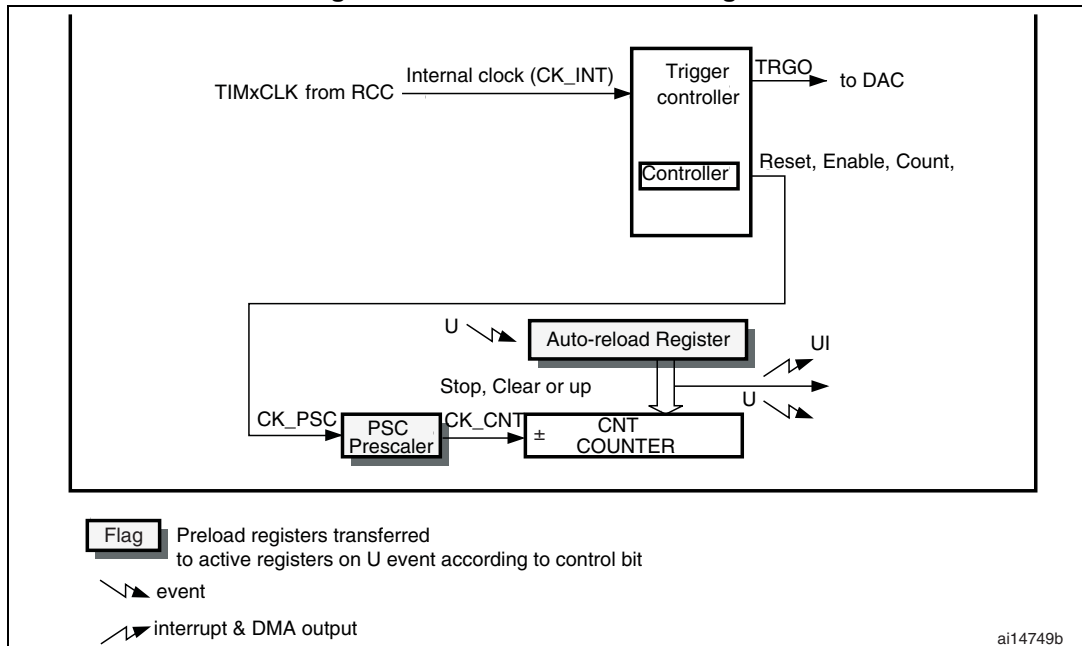 Trigger
controller
TRGO
to DAC
Internal clock (CK_INT)
TIMxCLK from RCC
Controller
Reset, Enable, Count,
U
Auto-reload Register
UI
Stop, Clear or up
U
CK_PSC
PSC
Prescaler
CK_CNT
±
CNT
COUNTER
Flag
Preload registers transferred
to active registers on U event according to control bit
event
interrupt & DMA output
ai14749b